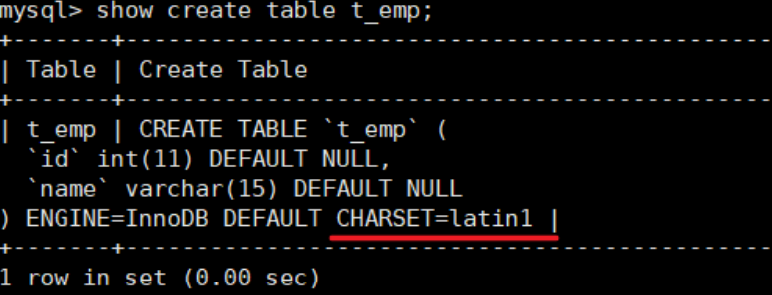 mysql> show create table t_emp;
+-------+---------------------------------------------
| Table | Create Table
+-------+---------------------------------------------
| t_emp | CREATE TABLE `t_emp` (
  `id` int(11) DEFAULT NULL,
  `name` varchar(15) DEFAULT NULL
) ENGINE=InnoDB DEFAULT CHARSET=latin1 |
+-------+---------------------------------------------
1 row in set (0.00 sec)